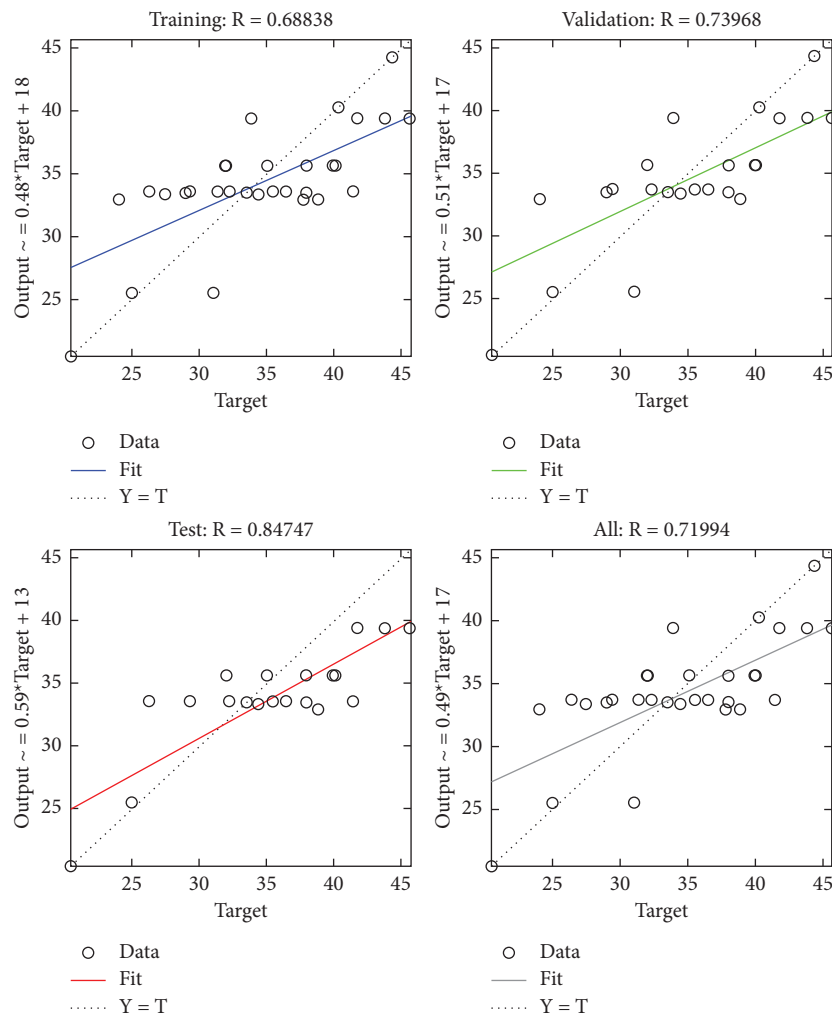 Training: R = 0.68838
Output ~ = 0.48*Target + 18
45
40
35
30
25
25 30 35 40 45
Target
Data
Fit
Y = T
Validation: R = 0.73968
Output ~ = 0.51*Target + 17
45
40
35
30
25
25 30 35 40 45
Target
Data
Fit
Y = T
Test: R = 0.84747
Output ~ = 0.59*Target + 13
45
40
35
30
25
25 30 35 40 45
Target
Data
Fit
Y = T
All: R = 0.71994
Output ~ = 0.49*Target + 17
45
40
35
30
25
25 30 35 40 45
Target
Data
Fit
Y = T